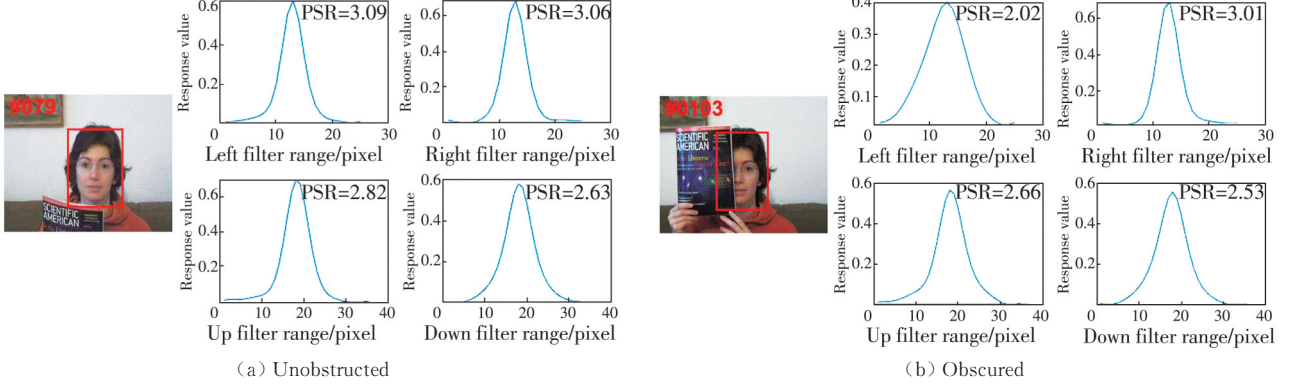 #079
SCIENTIFIC
AMERICAN
PSR=3.09
Response value
0.6
0.4
0.2
0
10
20
30
Left filter range/pixel
PSR=3.06
Response value
0.6
0.4
0.2
0
10
20
30
Right filter range/pixel
PSR=2.82
Response value
0.6
0.4
0.2
0
10
20
30
40
Up filter range/pixel
PSR=2.63
Response value
0.6
0.4
0.2
0
10
20
30
40
Down filter range/pixel
(a) Unobstructed
#0103
SCIENTIFIC
AMERICAN
Universe
PSR=2.02
Response value
0.4
0.3
0.2
0.1
0
10
20
30
Left filter range/pixel
PSR=3.01
Response value
0.6
0.4
0.2
0
10
20
30
Right filter range/pixel
PSR=2.66
Response value
0.6
0.4
0.2
0
10
20
30
40
Up filter range/pixel
PSR=2.53
Response value
0.6
0.4
0.2
0
10
20
30
40
Down filter range/pixel
(b) Obscured